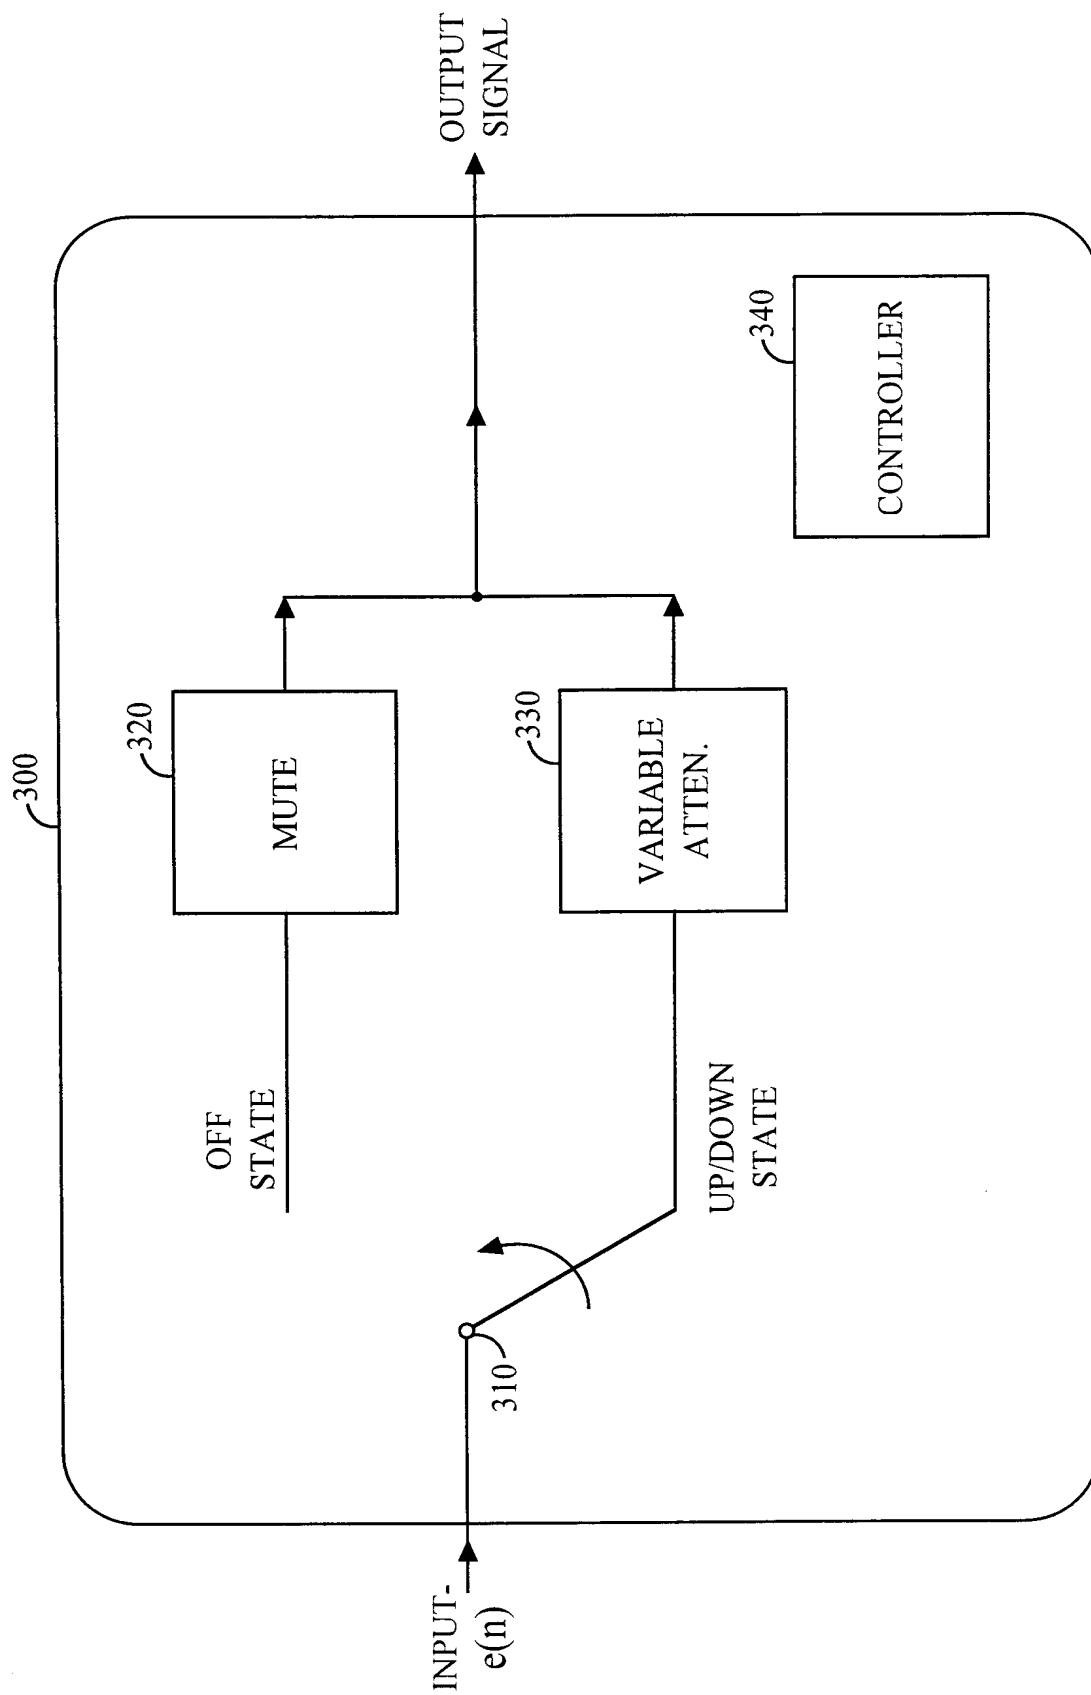 300
OFF
STATE
320
MUTE
INPUT-
e(n)
310
OUTPUT
SIGNAL
UP/DOWN
STATE
330
VARIABLE
ATTEN.
340
CONTROLLER